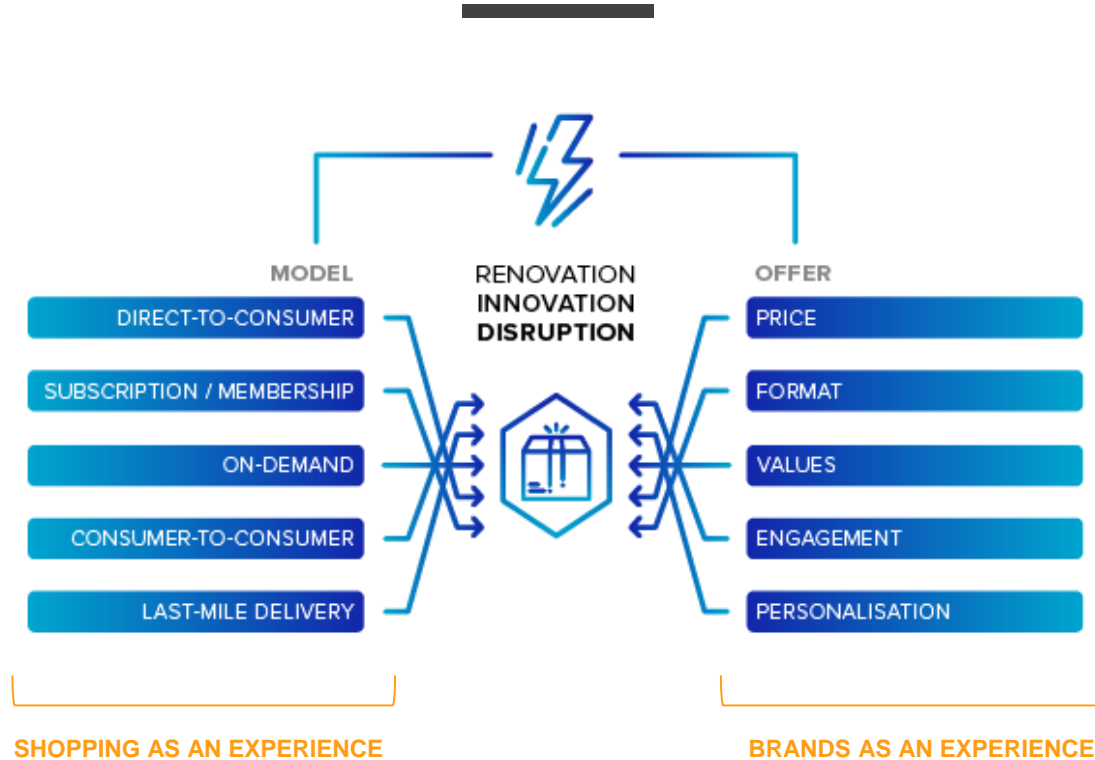 MODEL
RENOVATION
INNOVATION
DISRUPTION
OFFER
DIRECT-TO-CONSUMER
SUBSCRIPTION / MEMBERSHIP
ON-DEMAND
CONSUMER-TO-CONSUMER
LAST-MILE DELIVERY
PRICE
FORMAT
VALUES
ENGAGEMENT
PERSONALISATION
SHOPPING AS AN EXPERIENCE
BRANDS AS AN EXPERIENCE